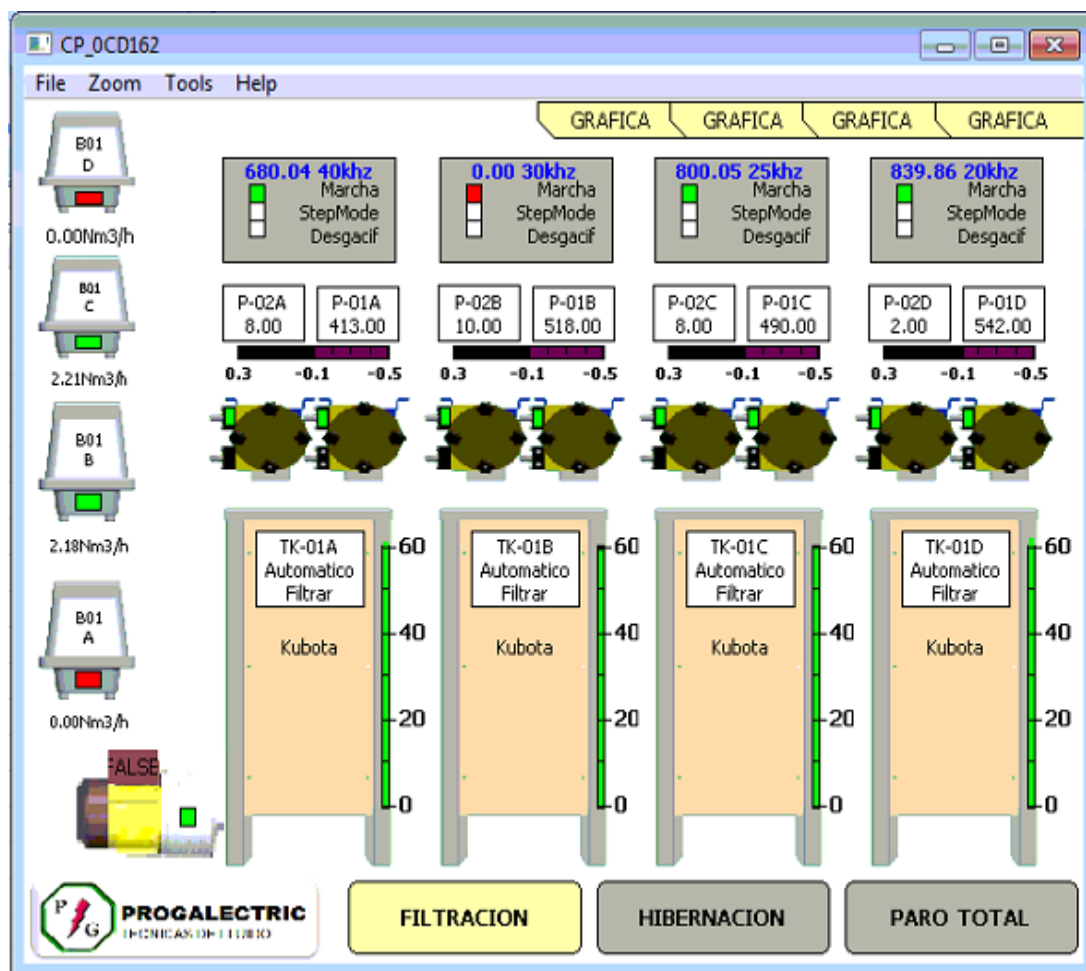 CP_0CD162
File Zoom Tools Help
GRAFICA GRAFICA GRAFICA GRAFICA
B01
D
0.00Nm3/h
B01
C
2.21Nm3/h
B01
B
2.18Nm3/h
B01
A
0.00Nm3/h
FALSE
680.04 40khz
Marcha
StepMode
Desgacif
0.00 30khz
Marcha
StepMode
Desgacif
800.05 25khz
Marcha
StepMode
Desgacif
839.86 20khz
Marcha
StepMode
Desgacif
P-02A
8.00
P-01A
413.00
P-02B
10.00
P-01B
518.00
P-02C
8.00
P-01C
490.00
P-02D
2.00
P-01D
542.00
0.3 -0.1 -0.5
0.3 -0.1 -0.5
0.3 -0.1 -0.5
0.3 -0.1 -0.5
TK-01A
Automatico
Filtrar
Kubota
60
40
20
0
TK-01B
Automatico
Filtrar
Kubota
60
40
20
0
TK-01C
Automatico
Filtrar
Kubota
60
40
20
0
TK-01D
Automatico
Filtrar
Kubota
60
40
20
0
P G
PROGALECTRIC
TECNICAS DE FLUIDO
FILTRACION
HIBERNACION
PARO TOTAL